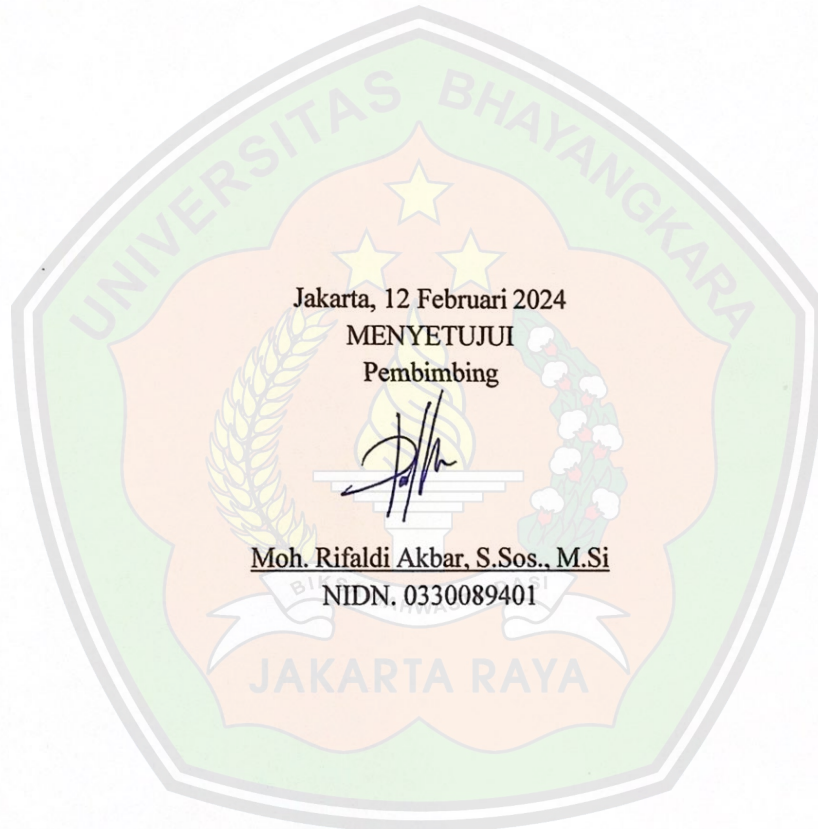 UNIVERSITAS BHAYANGKARA
Jakarta, 12 Februari 2024
MENYETUJUI
Pembimbing
Moh. Rifaldi Akbar, S.Sos., M.Si
NIDN. 0330089401
JAKARTA RAYA